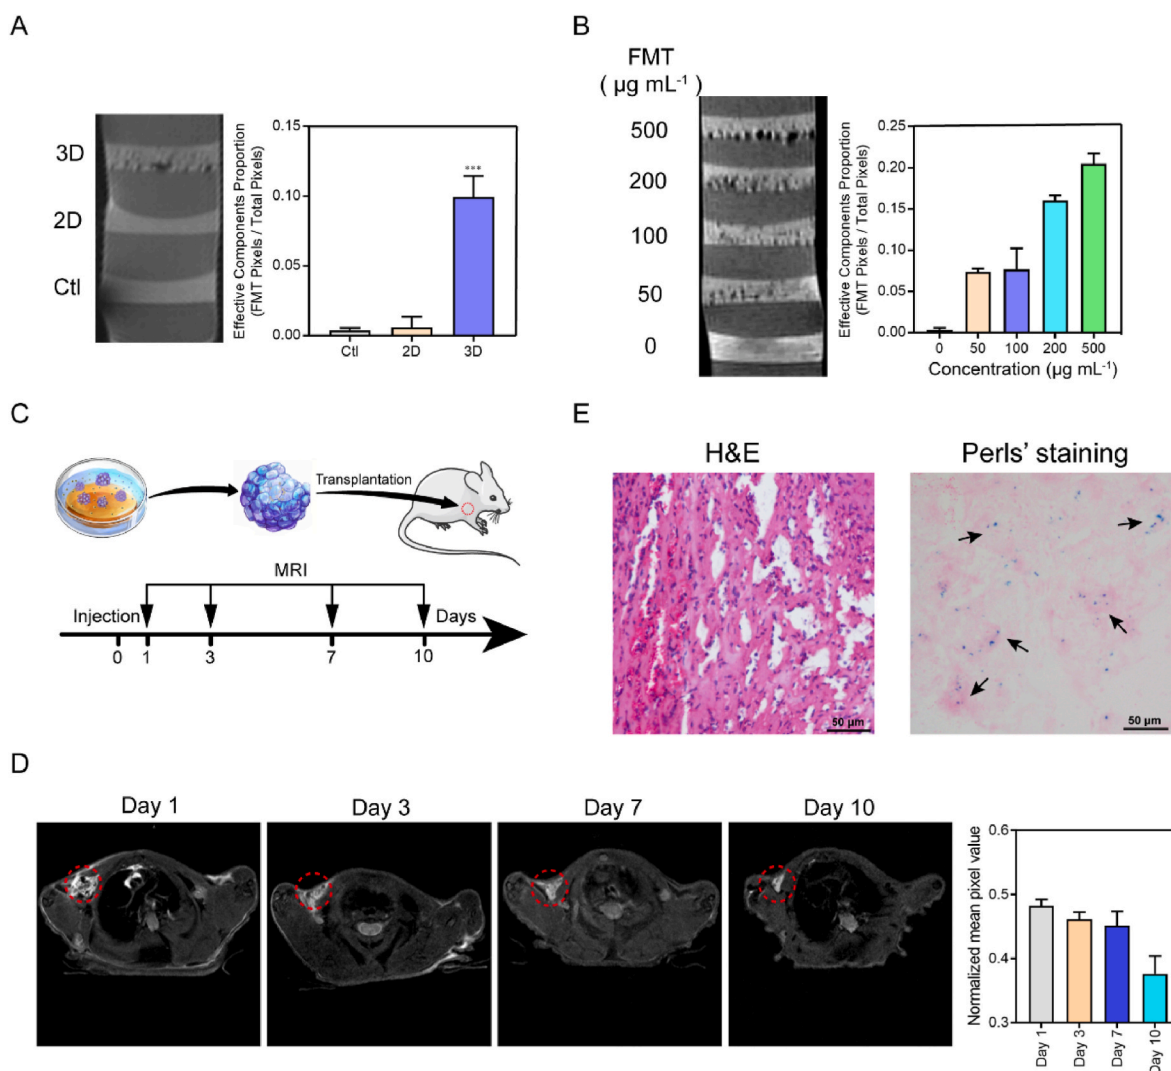 A
3D
2D
Ctl
Effective Components Proportion
(FMT Pixels / Total Pixels)
0.15
0.10
0.05
0.00
***
Ctl
2D
3D
B
FMT
( µg mL⁻¹ )
500
200
100
50
0
Effective Components Proportion
(FMT Pixels / Total Pixels)
0.25
0.20
0.15
0.10
0.05
0.00
0
50
100
200
500
Concentration (µg mL⁻¹)
C
Transplantation
MRI
Injection
Days
0
1
3
7
10
E
H&E
Perls’ staining
50 µm
50 µm
D
Day 1
Day 3
Day 7
Day 10
Normalized mean pixel value
0.6
0.5
0.4
0.3
Day 1
Day 3
Day 7
Day 10